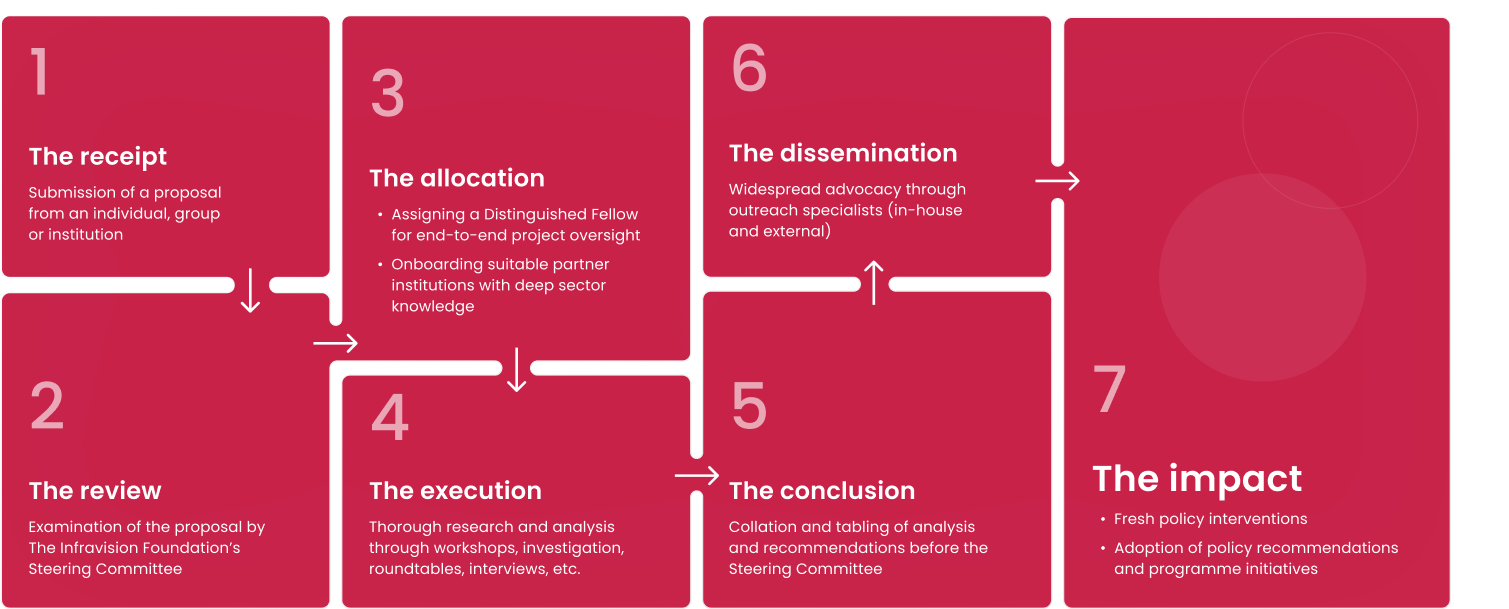 1
The receipt
Submission of a proposal
from an individual, group
or institution
2
The review
Examination of the proposal by
The Infravision Foundation’s
Steering Committee
3
The allocation
• Assigning a Distinguished Fellow
for end-to-end project oversight
• Onboarding suitable partner
institutions with deep sector
knowledge
4
The execution
Thorough research and analysis
through workshops, investigation,
roundtables, interviews, etc.
5
The conclusion
Collation and tabling of analysis
and recommendations before the
Steering Committee
6
The dissemination
Widespread advocacy through
outreach specialists (in-house
and external)
7
The impact
• Fresh policy interventions
• Adoption of policy recommendations
and programme initiatives